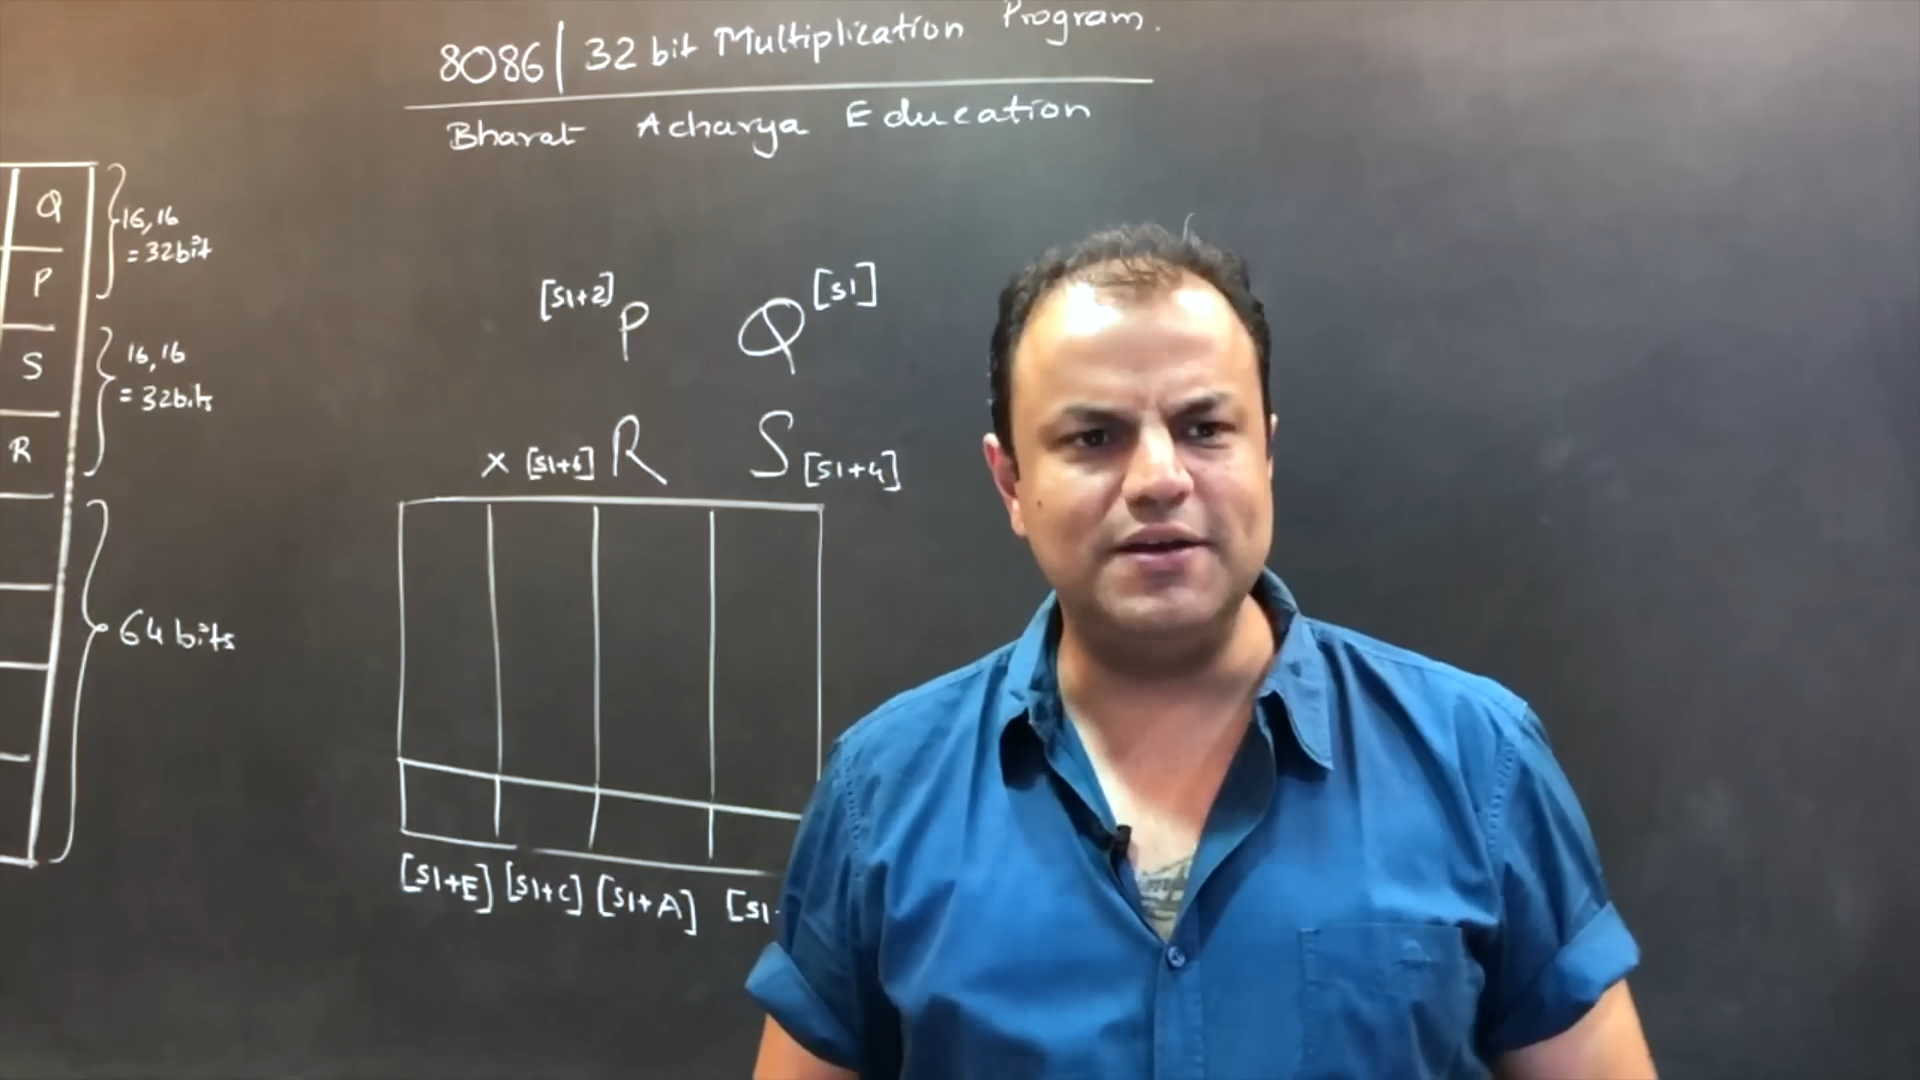 8086 | 32 bit Multiplication Program.
Bharat Acharya Education
Q
P
16, 16
= 32bit
S
R
16, 16
= 32bits
64 bits
[SI+2] P Q [SI]
x [SI+6] R S [SI+4]
[SI+E] [SI+C] [SI+A] [SI